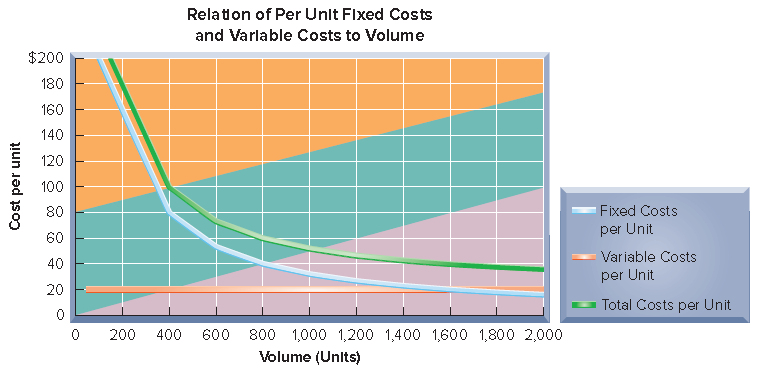 Relation of Per Unit Fixed Costs
and Variable Costs to Volume
Cost per unit
$200
180
160
140
120
100
80
60
40
20
0
0 200 400 600 800 1,000 1,200 1,400 1,600 1,800 2,000
Volume (Units)
Fixed Costs
per Unit
Variable Costs
per Unit
Total Costs per Unit